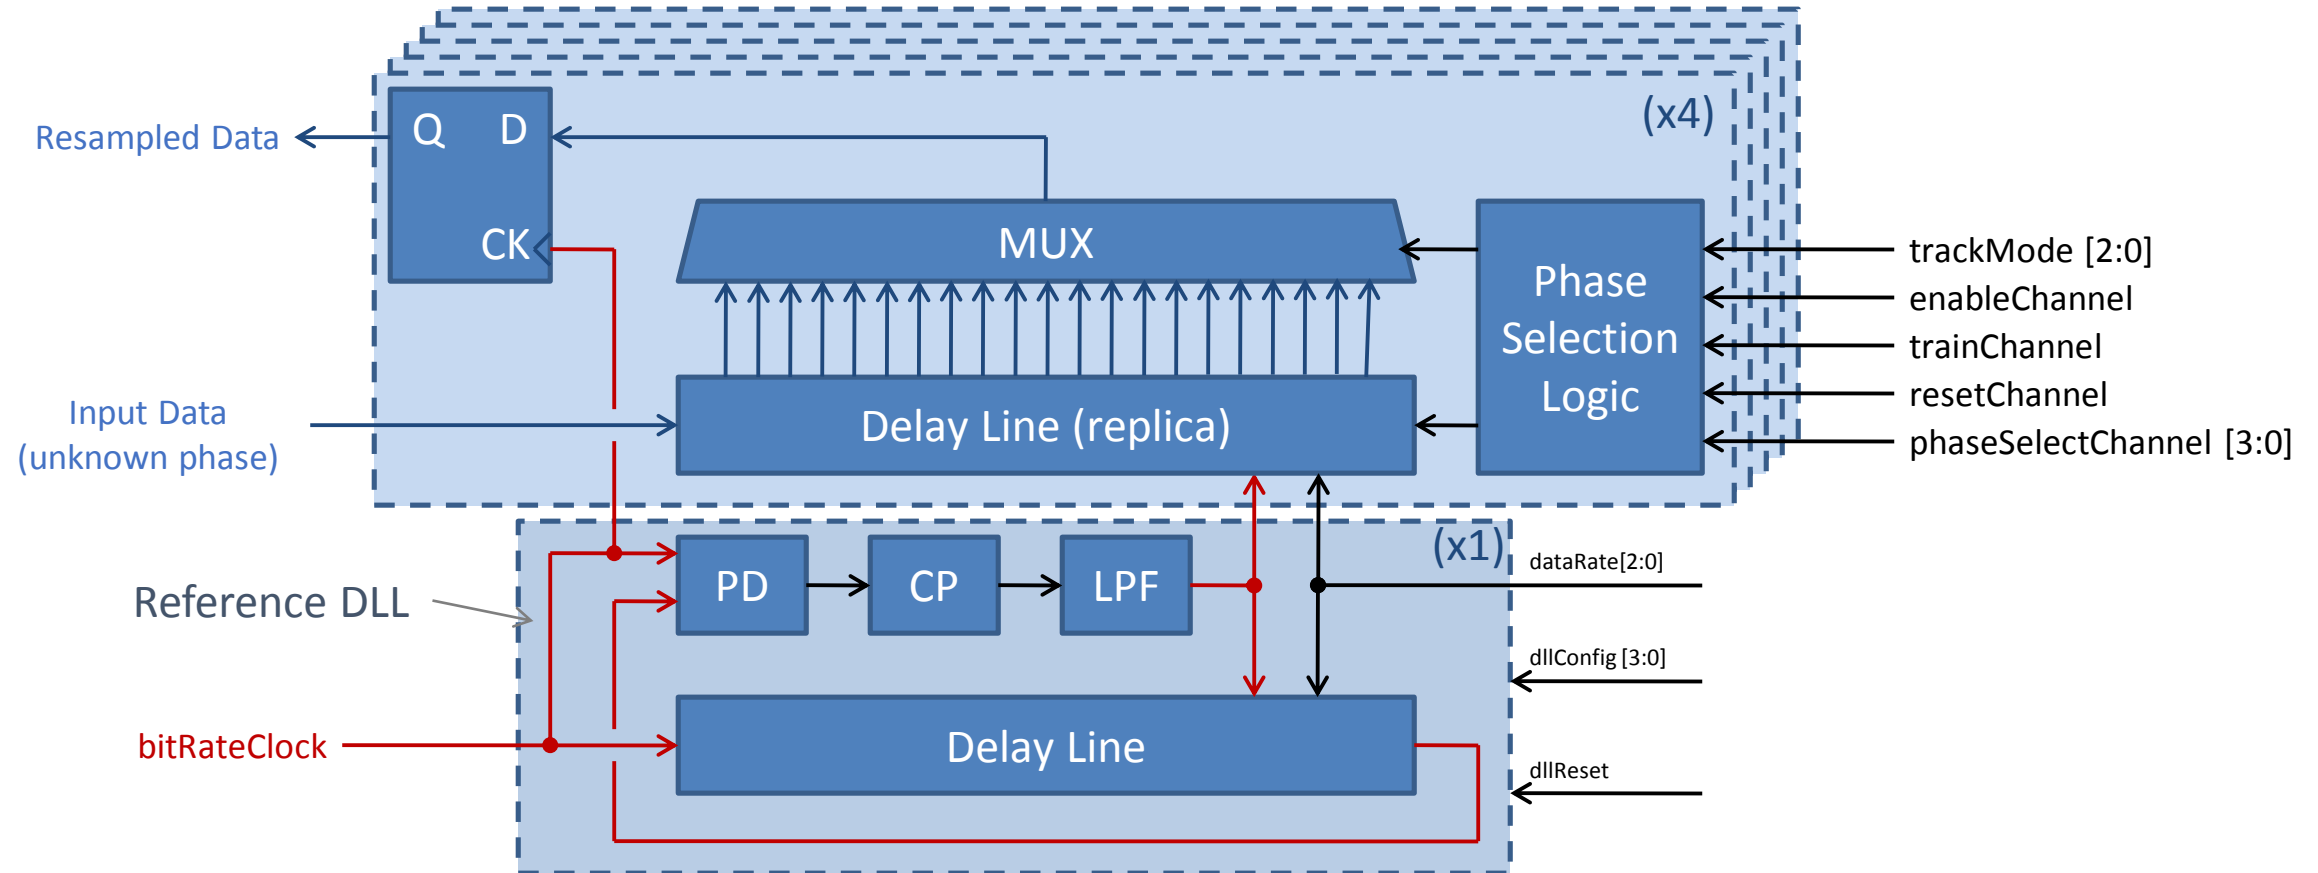 (x4)
Q D
Resampled Data
CK
MUX
trackMode [2:0]
Phase
Selection
Logic
enableChannel
trainChannel
resetChannel
phaseSelectChannel [3:0]
Input Data
(unknown phase)
Delay Line (replica)
(x1)
PD
CP
LPF
dataRate[2:0]
Reference DLL
dllConfig [3:0]
bitRateClock
Delay Line
dllReset